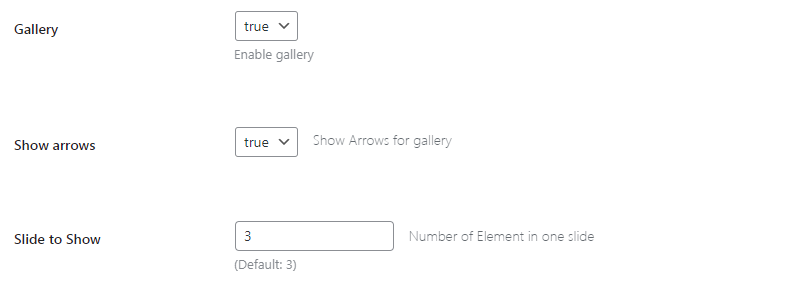 Gallery true
Enable gallery
Show arrows true Show Arrows for gallery
Slide to Show 3 Number of Element in one slide
(Default: 3)